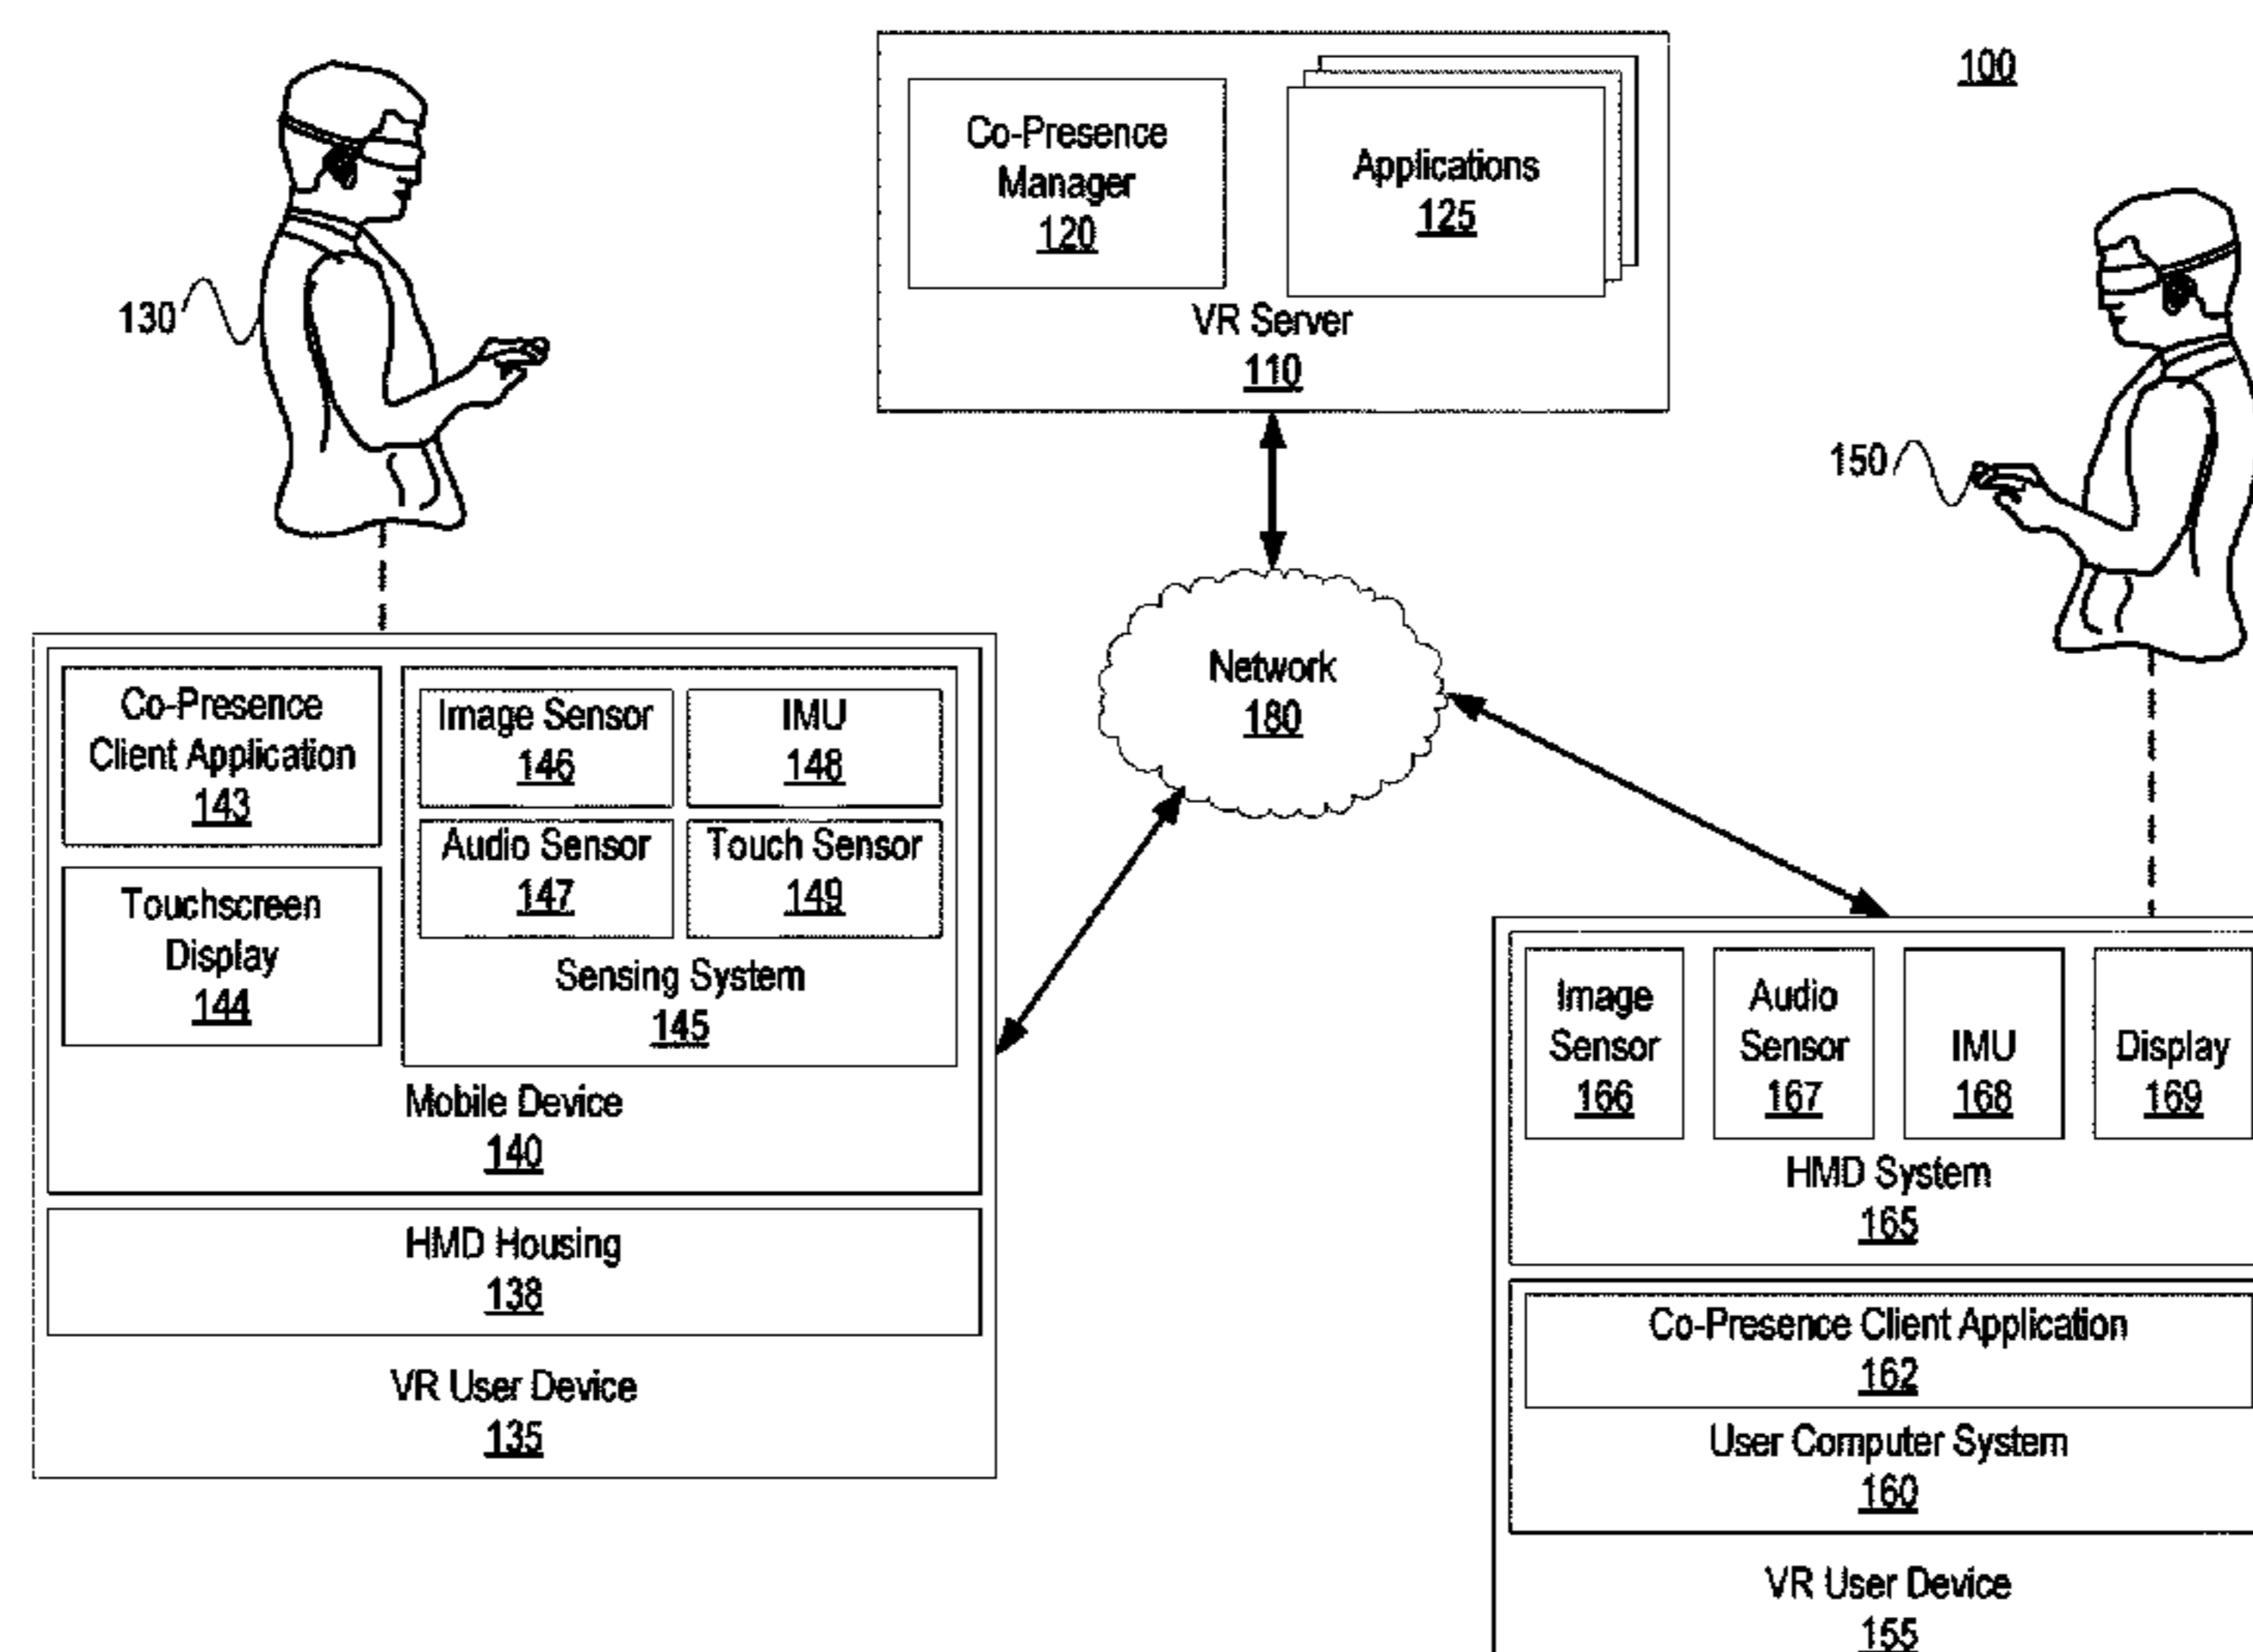 100
Co-Presence
Manager
120
Applications
125
VR Server
110
130
150
Network
180
Co-Presence
Client Application
143
Touchscreen
Display
144
Image Sensor
146
IMU
148
Audio Sensor
147
Touch Sensor
149
Sensing System
145
Mobile Device
140
HMD Housing
138
VR User Device
135
Image
Sensor
166
Audio
Sensor
167
IMU
168
Display
169
HMD System
165
Co-Presence Client Application
162
User Computer System
160
VR User Device
155